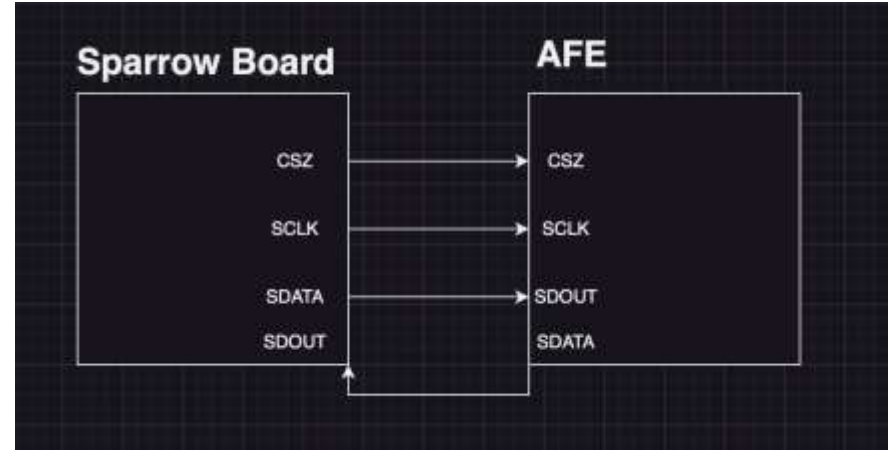 Sparrow Board
AFE
CSZ
CSZ
SCLK
SCLK
SDATA
SDOUT
SDOUT
SDATA